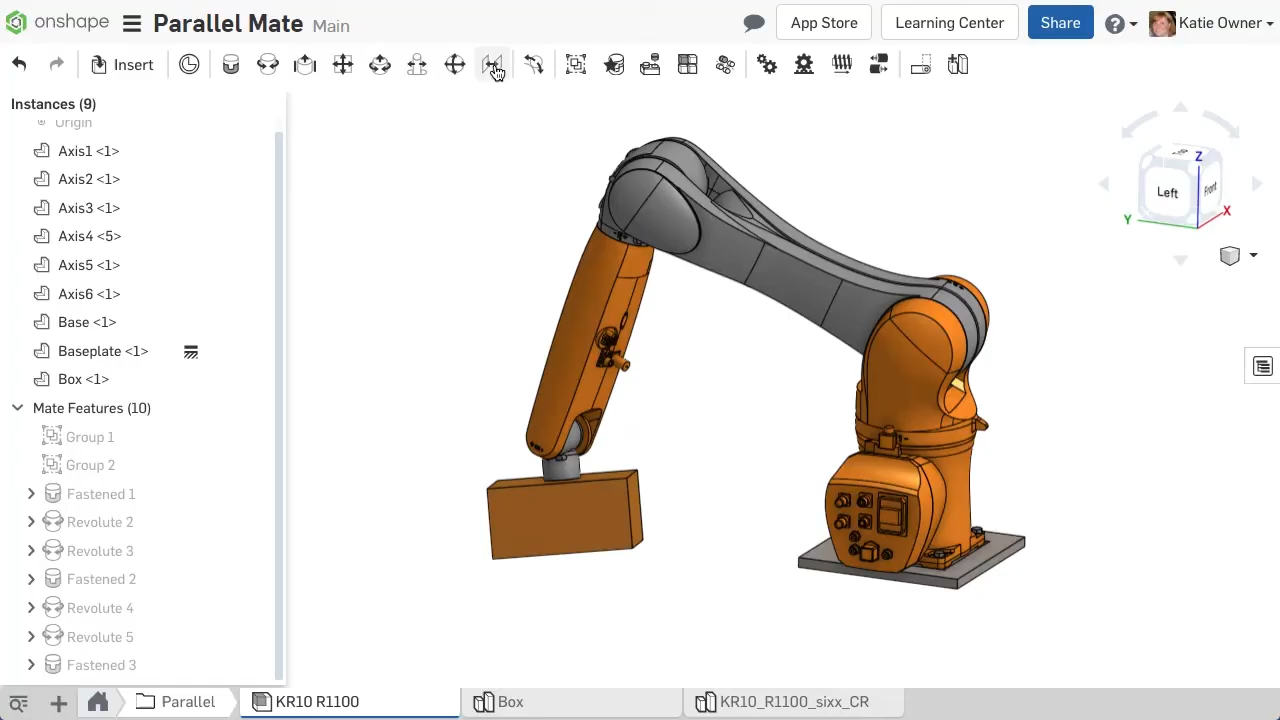 onshape
Parallel Mate Main
App Store
Learning Center
Share
Katie Owner
Insert
Instances (9)
Origin
Axis1 <1>
Axis2 <1>
Axis3 <1>
Axis4 <5>
Axis5 <1>
Axis6 <1>
Base <1>
Baseplate <1>
Box <1>
Mate Features (10)
Group 1
Group 2
Fastened 1
Revolute 2
Revolute 3
Fastened 2
Revolute 4
Revolute 5
Fastened 3
Z
Left
Front
Y
X
Parallel
KR10 R1100
Box
KR10_R1100_sixx_CR